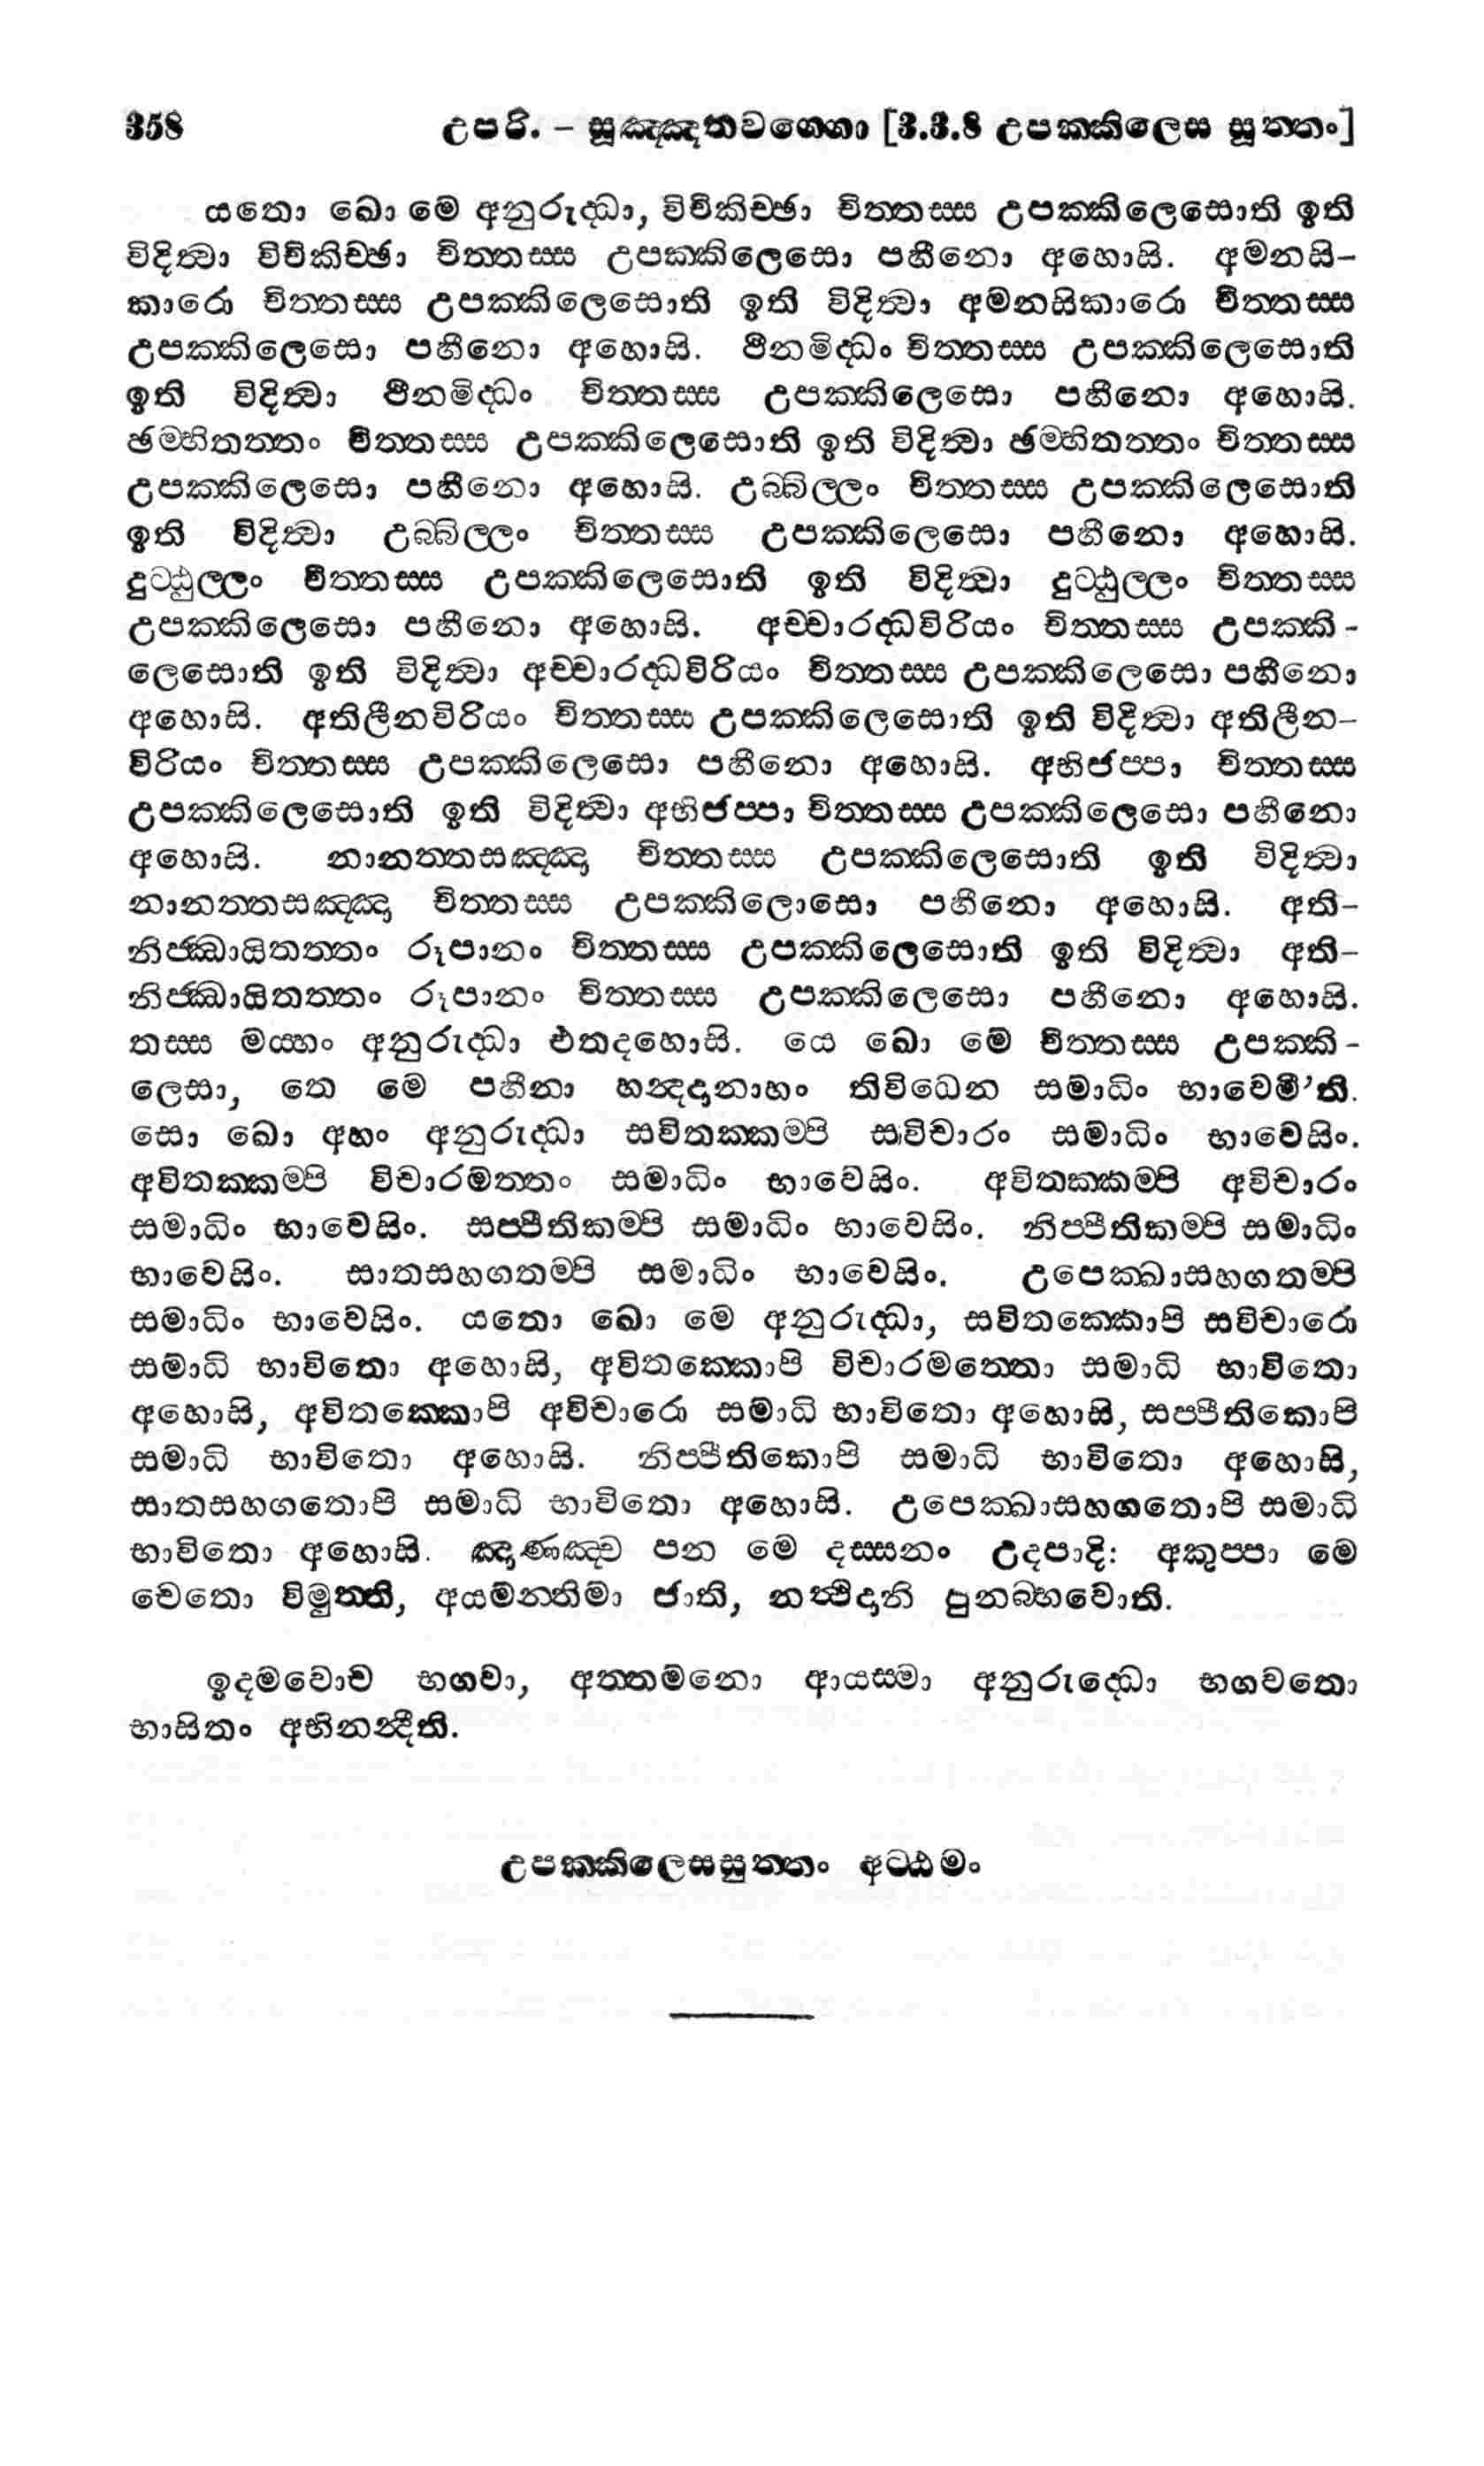 358 උපරි. – සුඤ්ඤතවග්ගො [3.3.8 උපක්කිලෙස සුත්තං]
යතො ඛො මෙ අනුරුද්ධා, විචිකිච්ඡා චිත්තස්ස උපක්කිලෙසොති ඉති
විදිත්වා විචිකිච්ඡා චිත්තස්ස උපක්කිලෙසො පහීනො අහොසි. අමනසි–
කාරො චිත්තස්ස උපක්කිලෙසොති ඉති විදිත්වා අමනසිකාරො චිත්තස්ස
උපක්කිලෙසො පහීනො අහොසි. ථීනමිද්ධං චිත්තස්ස උපක්කිලෙසොති
ඉති විදිත්වා ථීනමිද්ධං චිත්තස්ස උපක්කිලෙසො පහීනො අහොසි.
ඡම්භිතත්තං චිත්තස්ස උපක්කිලෙසොති ඉති විදිත්වා ඡම්භිතත්තං චිත්තස්ස
උපක්කිලෙසො පහීනො අහොසි. උබ්බිල්ලං චිත්තස්ස උපක්කිලෙසොති
ඉති විදිත්වා උබ්බිල්ලං චිත්තස්ස උපක්කිලෙසො පහීනො අහොසි.
දුට්ඨුල්ලං චිත්තස්ස උපක්කිලෙසොති ඉති විදිත්වා දුට්ඨුල්ලං චිත්තස්ස
උපක්කිලෙසො පහීනො අහොසි. අච්චාරද්ධවිරියං චිත්තස්ස උපක්කි-
ලෙසොති ඉති විදිත්වා අච්චාරද්ධවිරියං චිත්තස්ස උපක්කිලෙසො පහීනො
අහොසි. අතිලීනවිරියං චිත්තස්ස උපක්කිලෙසොති ඉති විදිත්වා අතිලීන–
විරියං චිත්තස්ස උපක්කිලෙසො පහීනො අහොසි. අභිජප්පා චිත්තස්ස
උපක්කිලෙසොති ඉති විදිත්වා අභිජප්පා චිත්තස්ස උපක්කිලෙසො පහීනො
අහොසි. නානත්තසඤ්ඤා චිත්තස්ස උපක්කිලෙසොති ඉති විදිත්වා
නානත්තසඤ්ඤා චිත්තස්ස උපක්කිලොසො පහීනො අහොසි. අති–
නිජ්ඣායිතත්තං රූපානං චිත්තස්ස උපක්කිලෙසොති ඉති විදිත්වා අති–
නිජ්ඣායිතත්තං රූපානං චිත්තස්ස උපක්කිලෙසො පහීනො අහොසි.
තස්ස මය්හං අනුරුද්ධා එතදහොසි. යෙ ඛො මෙ චිත්තස්ස උපක්කි-
ලෙසා, තෙ මෙ පහීනා හන්දදානාහං තිවිධෙන සමාධිං භාවෙමී’ති.
සො ඛො අහං අනුරුද්ධා සවිතක්කම්පි සවිචාරං සමාධිං භාවෙසිං.
අවිතක්කම්පි විචාරමත්තං සමාධිං භාවෙසිං. අවිතක්කම්පි අවිචාරං
සමාධිං භාවෙසිං. සප්පීතිකම්පි සමාධිං භාවෙසිං. නිප්පීතිකම්පි සමාධිං
භාවෙසිං. සාතසහගතම්පි සමාධිං භාවෙසිං. උපෙක්ඛාසහගතම්පි
සමාධිං භාවෙසිං. යතො ඛො මෙ අනුරුද්ධා, සවිතක්කොපි සවිචාරො
සමාධි භාවිතො අහොසි, අවිතක්කොපි විචාරමත්තො සමාධි භාවිතො
අහොසි, අවිතක්කොපි අවිචාරො සමාධි භාවිතො අහොසි, සප්පීතිකොපි
සමාධි භාවිතො අහොසි. නිප්පීතිකොපි සමාධි භාවිතො අහොසි,
සාතසහගතොපි සමාධි භාවිතො අහොසි. උපෙක්ඛාසහගතොපි සමාධි
භාවිතො අහොසි. ඤාණඤ්ච පන මෙ දස්සනං උදපාදි: අකුප්පා මෙ
චෙතො විමුත්ති, අයමන්තිමා ජාති, නත්ථිදානි පුනබ්භවොති.
ඉදමවොච භගවා, අත්තමනො ආයස්මා අනුරුද්ධො භගවතො
භාසිතං අභිනන්දීති.
උපක්කිලෙසසුත්තං අට්ඨමං